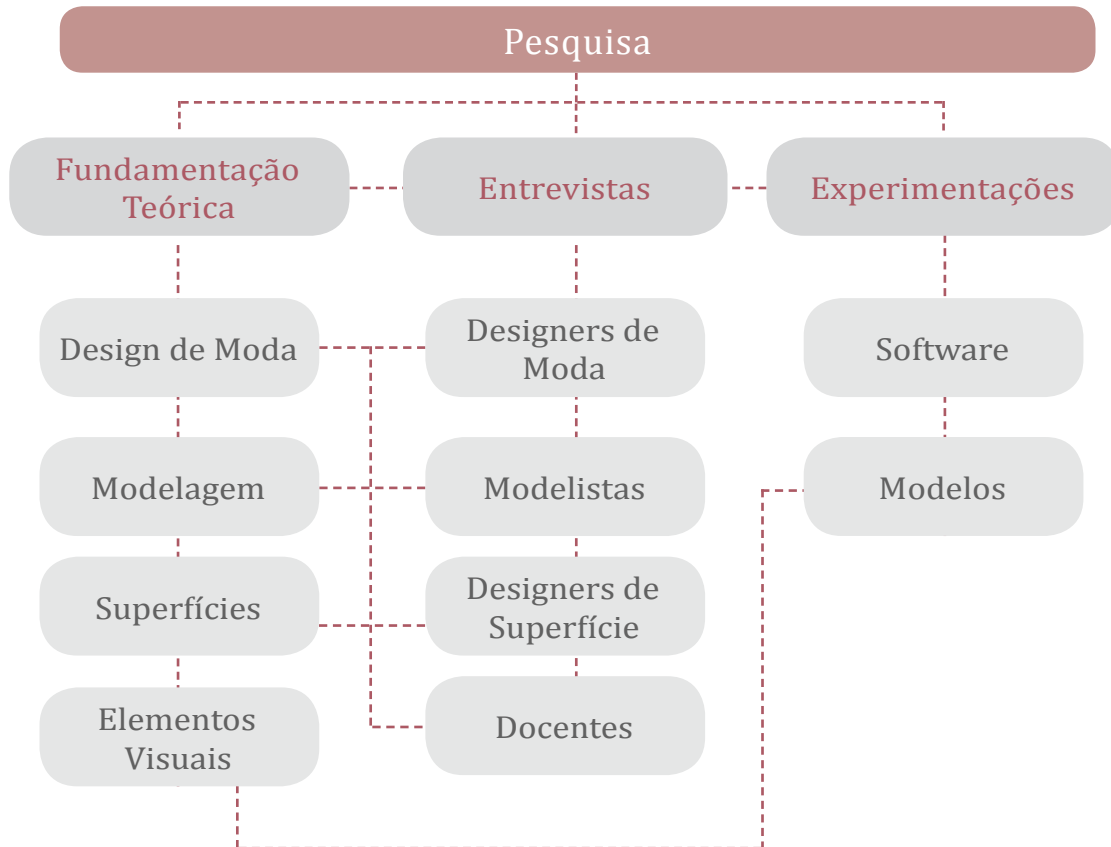 Pesquisa
Fundamentação
Teórica
Entrevistas
Experimentações
Design de Moda
Designers de
Moda
Software
Modelagem
Modelistas
Modelos
Superfícies
Designers de
Superfície
Elementos
Visuais
Docentes